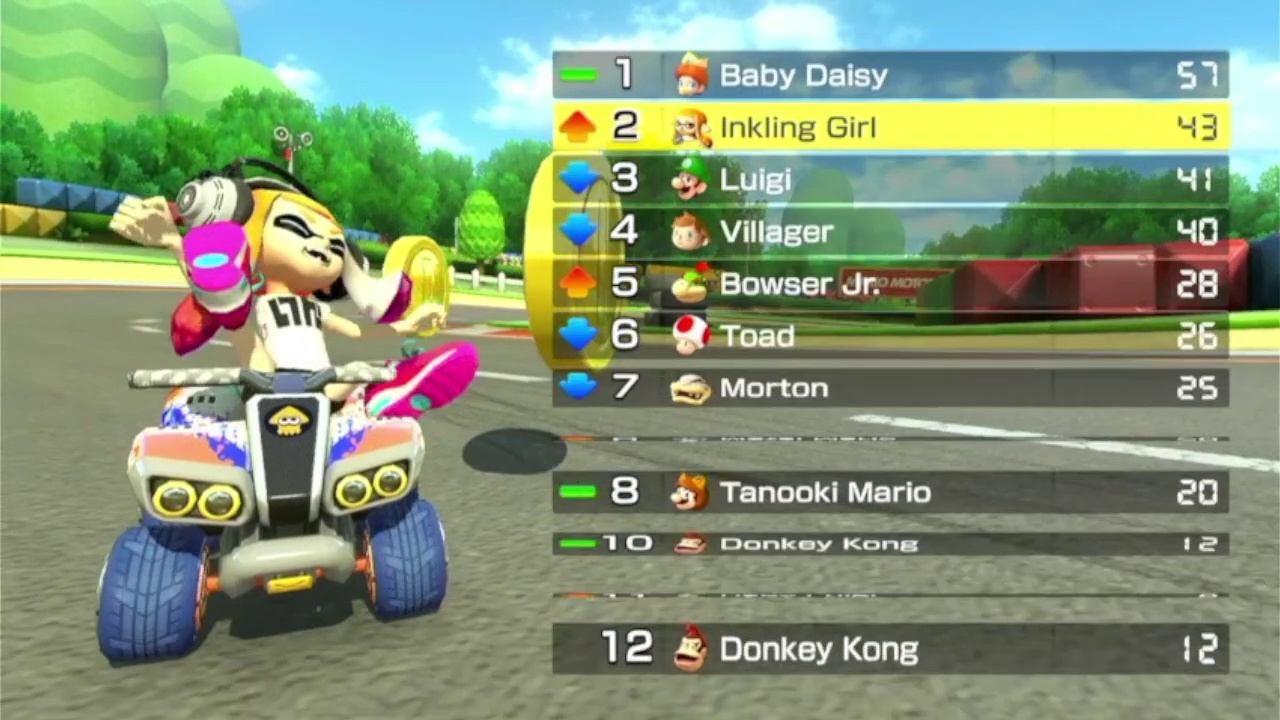 1 Baby Daisy 57
2 Inkling Girl 43
3 Luigi 41
4 Villager 40
5 Bowser Jr. 28
6 Toad 26
7 Morton 25
8 Tanooki Mario 20
10 Donkey Kong 12
12 Donkey Kong 12